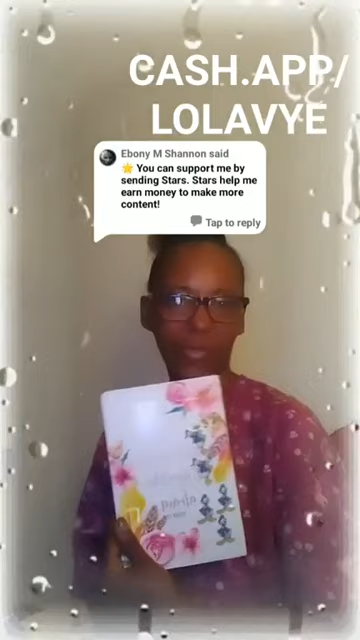 CASH.APP/
LOLAVYE
Ebony M Shannon said
⭐ You can support me by
sending Stars. Stars help me
earn money to make more
content!
Tap to reply